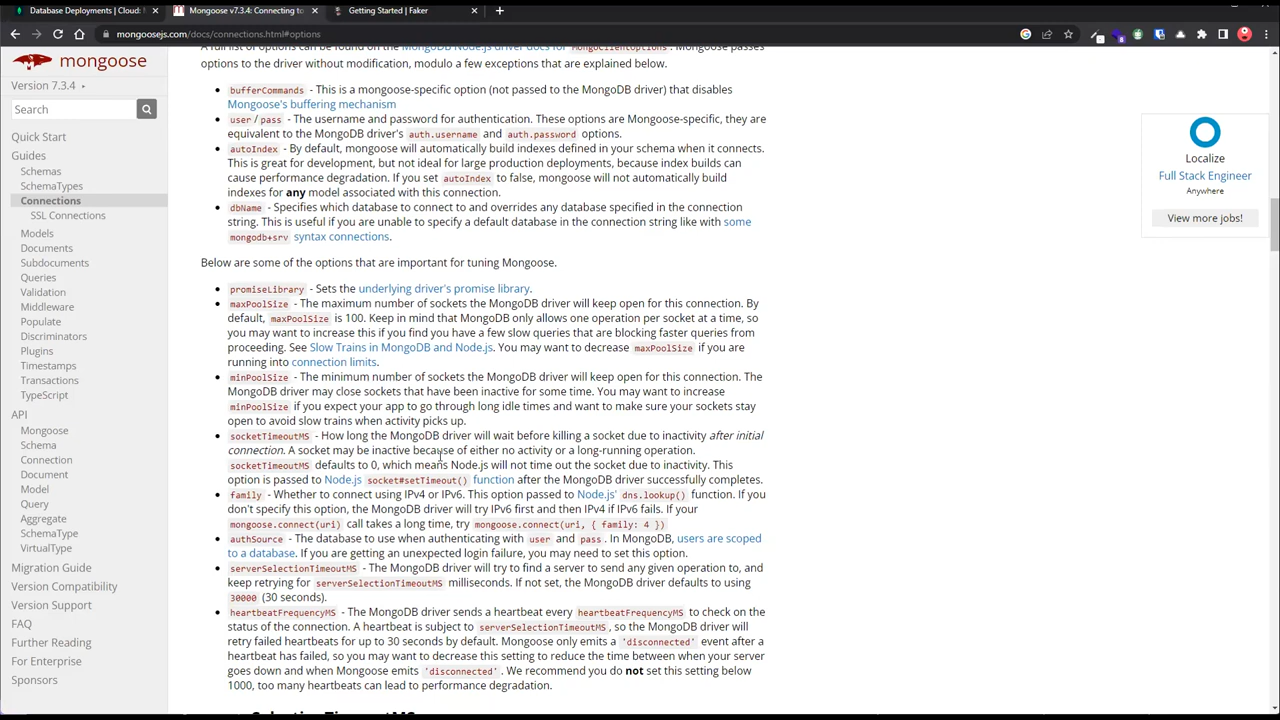 Database Deployments | Cloud: M
Mongoose v7.3.4: Connecting to
Getting Started | Faker
mongoosejs.com/docs/connections.html#options
mongoose
Version 7.3.4
Search
Quick Start
Guides
Schemas
SchemaTypes
Connections
SSL Connections
Models
Documents
Subdocuments
Queries
Validation
Middleware
Populate
Discriminators
Plugins
Timestamps
Transactions
TypeScript
API
Mongoose
Schema
Connection
Document
Model
Query
Aggregate
SchemaType
VirtualType
Migration Guide
Version Compatibility
Version Support
FAQ
Further Reading
For Enterprise
Sponsors
A full list of options can be found on the MongoDB Node.js driver docs for MongoClientOptions. Mongoose passes
options to the driver without modification, modulo a few exceptions that are explained below.
bufferCommands - This is a mongoose-specific option (not passed to the MongoDB driver) that disables
Mongoose's buffering mechanism
user / pass - The username and password for authentication. These options are Mongoose-specific, they are
equivalent to the MongoDB driver's auth.username and auth.password options.
autoIndex - By default, mongoose will automatically build indexes defined in your schema when it connects.
This is great for development, but not ideal for large production deployments, because index builds can
cause performance degradation. If you set autoIndex to false, mongoose will not automatically build
indexes for any model associated with this connection.
dbName - Specifies which database to connect to and overrides any database specified in the connection
string. This is useful if you are unable to specify a default database in the connection string like with some
mongodb+srv syntax connections.
Below are some of the options that are important for tuning Mongoose.
promiseLibrary - Sets the underlying driver's promise library.
maxPoolSize - The maximum number of sockets the MongoDB driver will keep open for this connection. By
default, maxPoolSize is 100. Keep in mind that MongoDB only allows one operation per socket at a time, so
you may want to increase this if you find you have a few slow queries that are blocking faster queries from
proceeding. See Slow Trains in MongoDB and Node.js. You may want to decrease maxPoolSize if you are
running into connection limits.
minPoolSize - The minimum number of sockets the MongoDB driver will keep open for this connection. The
MongoDB driver may close sockets that have been inactive for some time. You may want to increase
minPoolSize if you expect your app to go through long idle times and want to make sure your sockets stay
open to avoid slow trains when activity picks up.
socketTimeoutMS - How long the MongoDB driver will wait before killing a socket due to inactivity after initial
connection. A socket may be inactive because of either no activity or a long-running operation.
socketTimeoutMS defaults to 0, which means Node.js will not time out the socket due to inactivity. This
option is passed to Node.js socket#setTimeout() function after the MongoDB driver successfully completes.
family - Whether to connect using IPv4 or IPv6. This option passed to Node.js' dns.lookup() function. If you
don't specify this option, the MongoDB driver will try IPv6 first and then IPv4 if IPv6 fails. If your
mongoose.connect(uri) call takes a long time, try mongoose.connect(uri, { family: 4 })
authSource - The database to use when authenticating with user and pass. In MongoDB, users are scoped
to a database. If you are getting an unexpected login failure, you may need to set this option.
serverSelectionTimeoutMS - The MongoDB driver will try to find a server to send any given operation to, and
keep retrying for serverSelectionTimeoutMS milliseconds. If not set, the MongoDB driver defaults to using
30000 (30 seconds).
heartbeatFrequencyMS - The MongoDB driver sends a heartbeat every heartbeatFrequencyMS to check on the
status of the connection. A heartbeat is subject to serverSelectionTimeoutMS, so the MongoDB driver will
retry failed heartbeats for up to 30 seconds by default. Mongoose only emits a 'disconnected' event after a
heartbeat has failed, so you may want to decrease this setting to reduce the time between when your server
goes down and when Mongoose emits 'disconnected'. We recommend you do not set this setting below
1000, too many heartbeats can lead to performance degradation.
Localize
Full Stack Engineer
Anywhere
View more jobs!